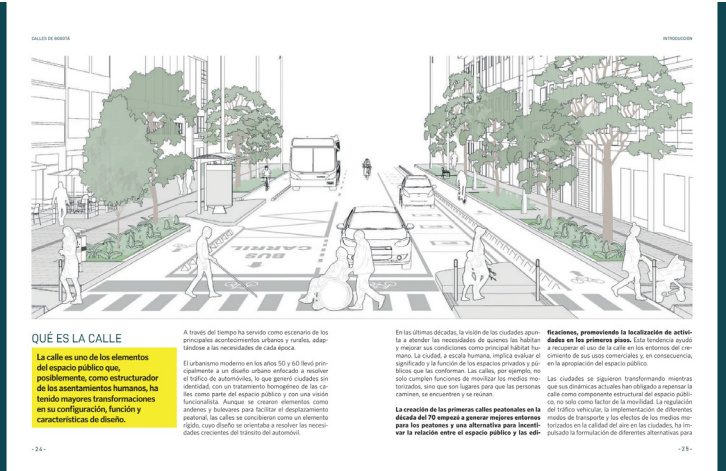 CALLES DE BOGOTÁ
INTRODUCCIÓN
BUS
CARRIL
QUÉ ES LA CALLE
La calle es uno de los elementos
del espacio público que,
posiblemente, como estructurador
de los asentamientos humanos, ha
tenido mayores transformaciones
en su configuración, función y
características de diseño.
A través del tiempo ha servido como escenario de los
principales acontecimientos urbanos y rurales, adap-
tándose a las necesidades de cada época.
El urbanismo moderno en los años 50 y 60 llevó prin-
cipalmente a un diseño urbano enfocado a resolver
el tráfico de automóviles, lo que generó ciudades sin
identidad, con un tratamiento homogéneo de las ca-
lles como parte del espacio público y con una visión
funcionalista. Aunque se crearon elementos como
andenes y bulevares para facilitar el desplazamiento
peatonal, las calles se concibieron como un elemento
rígido, cuyo diseño se orientaba a resolver las necesi-
dades crecientes del tránsito del automóvil.
En las últimas décadas, la visión de las ciudades apun-
ta a atender las necesidades de quienes las habitan
y mejorar sus condiciones como principal hábitat hu-
mano. La ciudad, a escala humana, implica evaluar el
significado y la función de los espacios privados y pú-
blicos que las conforman. Las calles, por ejemplo, no
solo cumplen funciones de movilizar los medios mo-
torizados, sino que son lugares para que las personas
caminen, se encuentren y se reúnan.
La creación de las primeras calles peatonales en la
década del 70 empezó a generar mejores entornos
para los peatones y una alternativa para incenti-
var la relación entre el espacio público y las edi-
ficaciones, promoviendo la localización de activi-
dades en los primeros pisos. Esta tendencia ayudó
a recuperar el uso de la calle en los entornos del cre-
cimiento de sus usos comerciales y, en consecuencia,
en la apropiación del espacio público.
Las ciudades se siguieron transformando mientras
que sus dinámicas actuales han obligado a repensar la
calle como componente estructural del espacio públi-
co, no solo como factor de la movilidad. La regulación
del tráfico vehicular, la implementación de diferentes
modos de transporte y los efectos de los medios mo-
torizados en la calidad del aire en las ciudades, ha im-
pulsado la formulación de diferentes alternativas para
-24-
-25-